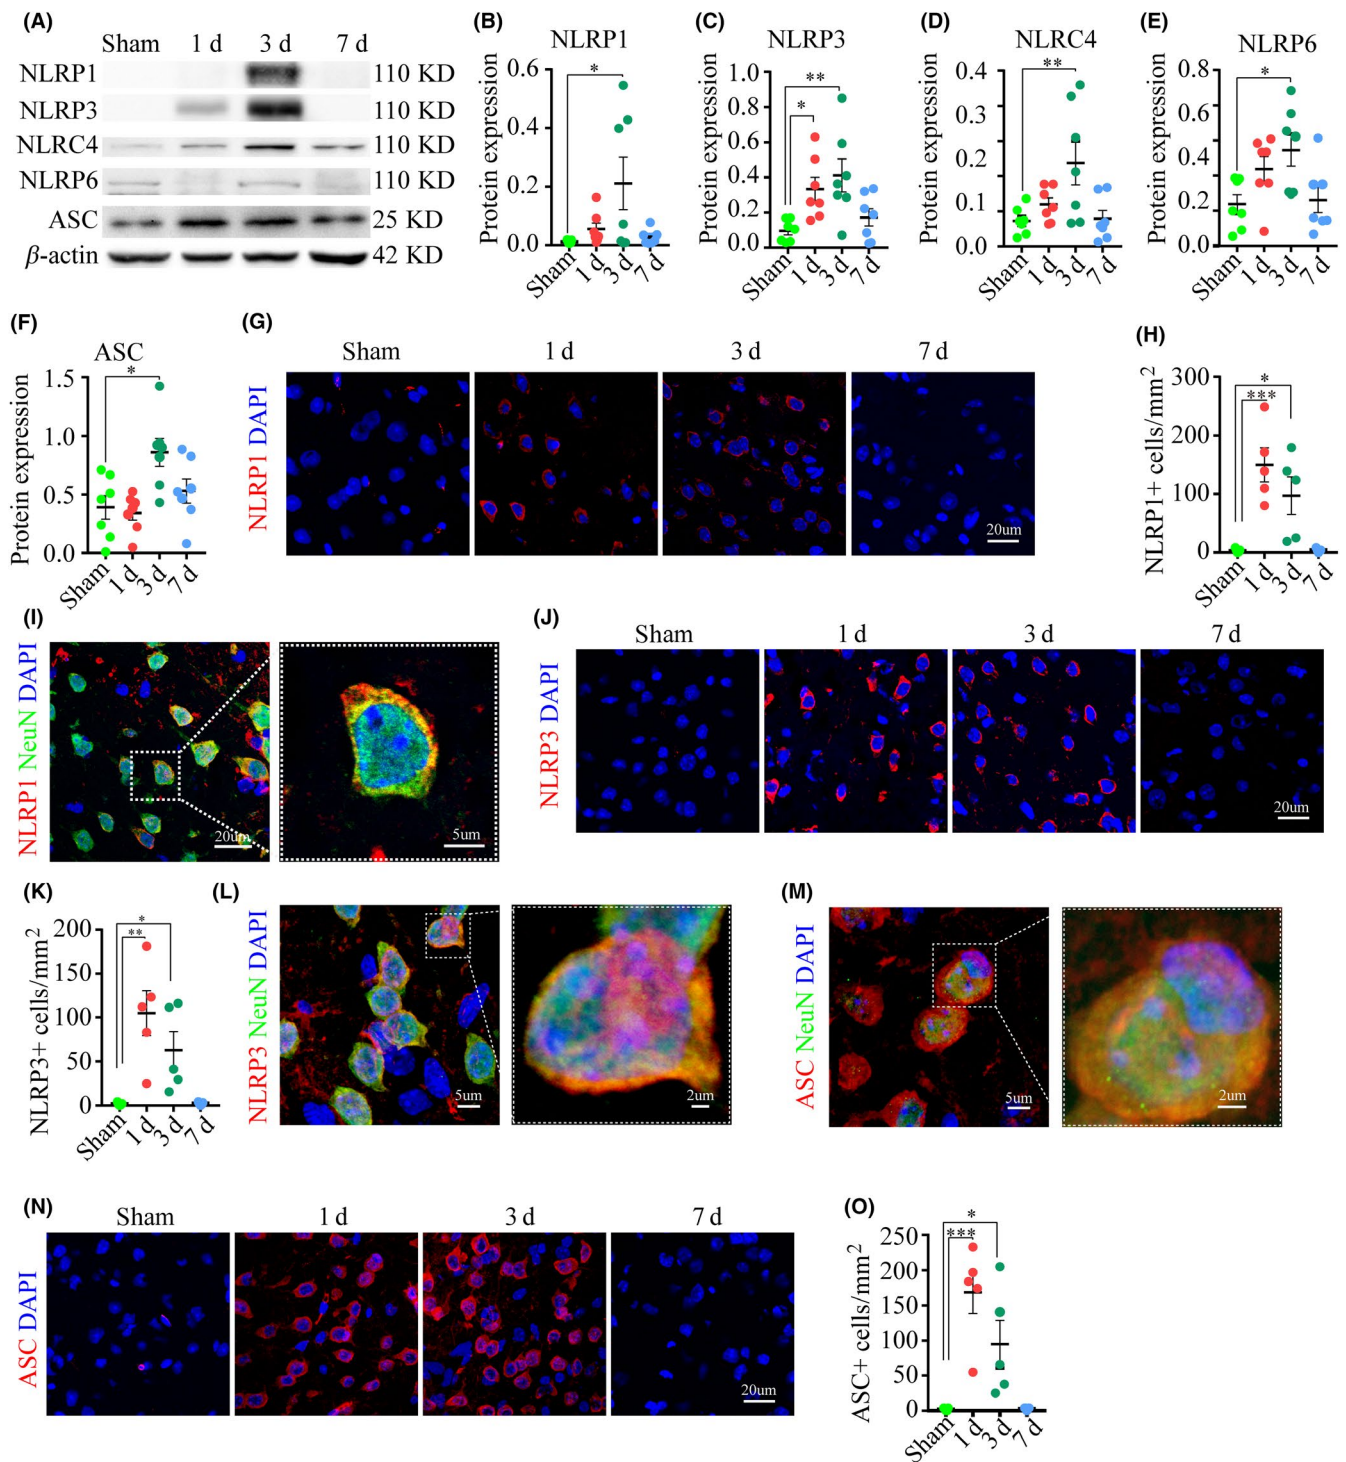 (A)
Sham 1 d 3 d 7 d
NLRP1 110 KD
NLRP3 110 KD
NLRC4 110 KD
NLRP6 110 KD
ASC 25 KD
β-actin 42 KD
(B)
NLRP1
Protein expression
0.6
0.4
0.2
0.0
*
Sham 1 d 3 d 7 d
(C)
NLRP3
Protein expression
1.0
0.8
0.6
0.4
0.2
0.0
**
*
Sham 1 d 3 d 7 d
(D)
NLRC4
Protein expression
0.4
0.3
0.2
0.2
0.1
0.0
**
Sham 1 d 3 d 7 d
(E)
NLRP6
Protein expression
0.8
0.6
0.4
0.2
0.0
*
Sham 1 d 3 d 7 d
(F)
ASC
Protein expression
1.5
1.0
0.5
0.0
*
Sham 1 d 3 d 7 d
(G)
Sham 1 d 3 d 7 d
NLRP1 DAPI
20um
(H)
NLRP1+ cells/mm2
300
200
100
0
*
***
Sham 1 d 3 d 7 d
(I)
NLRP1 NeuN DAPI
20um
5um
(J)
Sham 1 d 3 d 7 d
NLRP3 DAPI
20um
(K)
NLRP3+ cells/mm2
200
150
100
50
0
*
**
Sham 1 d 3 d 7 d
(L)
NLRP3 NeuN DAPI
5um
2um
(M)
ASC NeuN DAPI
5um
2um
(N)
Sham 1 d 3 d 7 d
ASC DAPI
20um
(O)
ASC+ cells/mm2
250
200
150
100
50
0
*
***
Sham 1 d 3 d 7 d